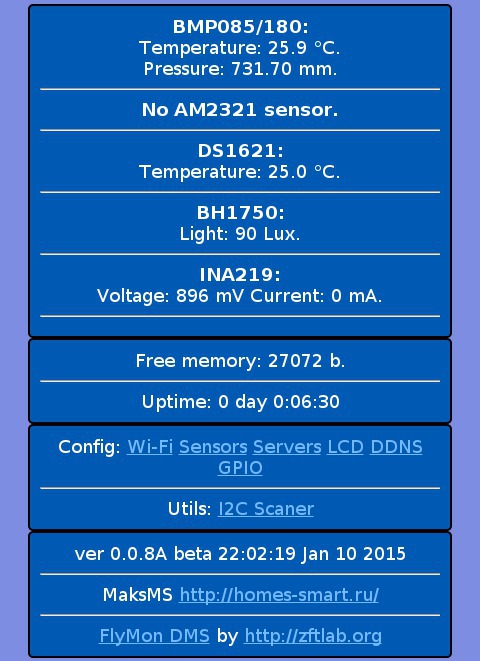 BMP085/180:
Temperature: 25.9 °C.
Pressure: 731.70 mm.
No AM2321 sensor.
DS1621:
Temperature: 25.0 °C.
BH1750:
Light: 90 Lux.
INA219:
Voltage: 896 mV Current: 0 mA.
Free memory: 27072 b.
Uptime: 0 day 0:06:30
Config: Wi-Fi Sensors Servers LCD DDNS
GPIO
Utils: I2C Scaner
ver 0.0.8A beta 22:02:19 Jan 10 2015
MaksMS http://homes-smart.ru/
FlyMon DMS by http://zftlab.org